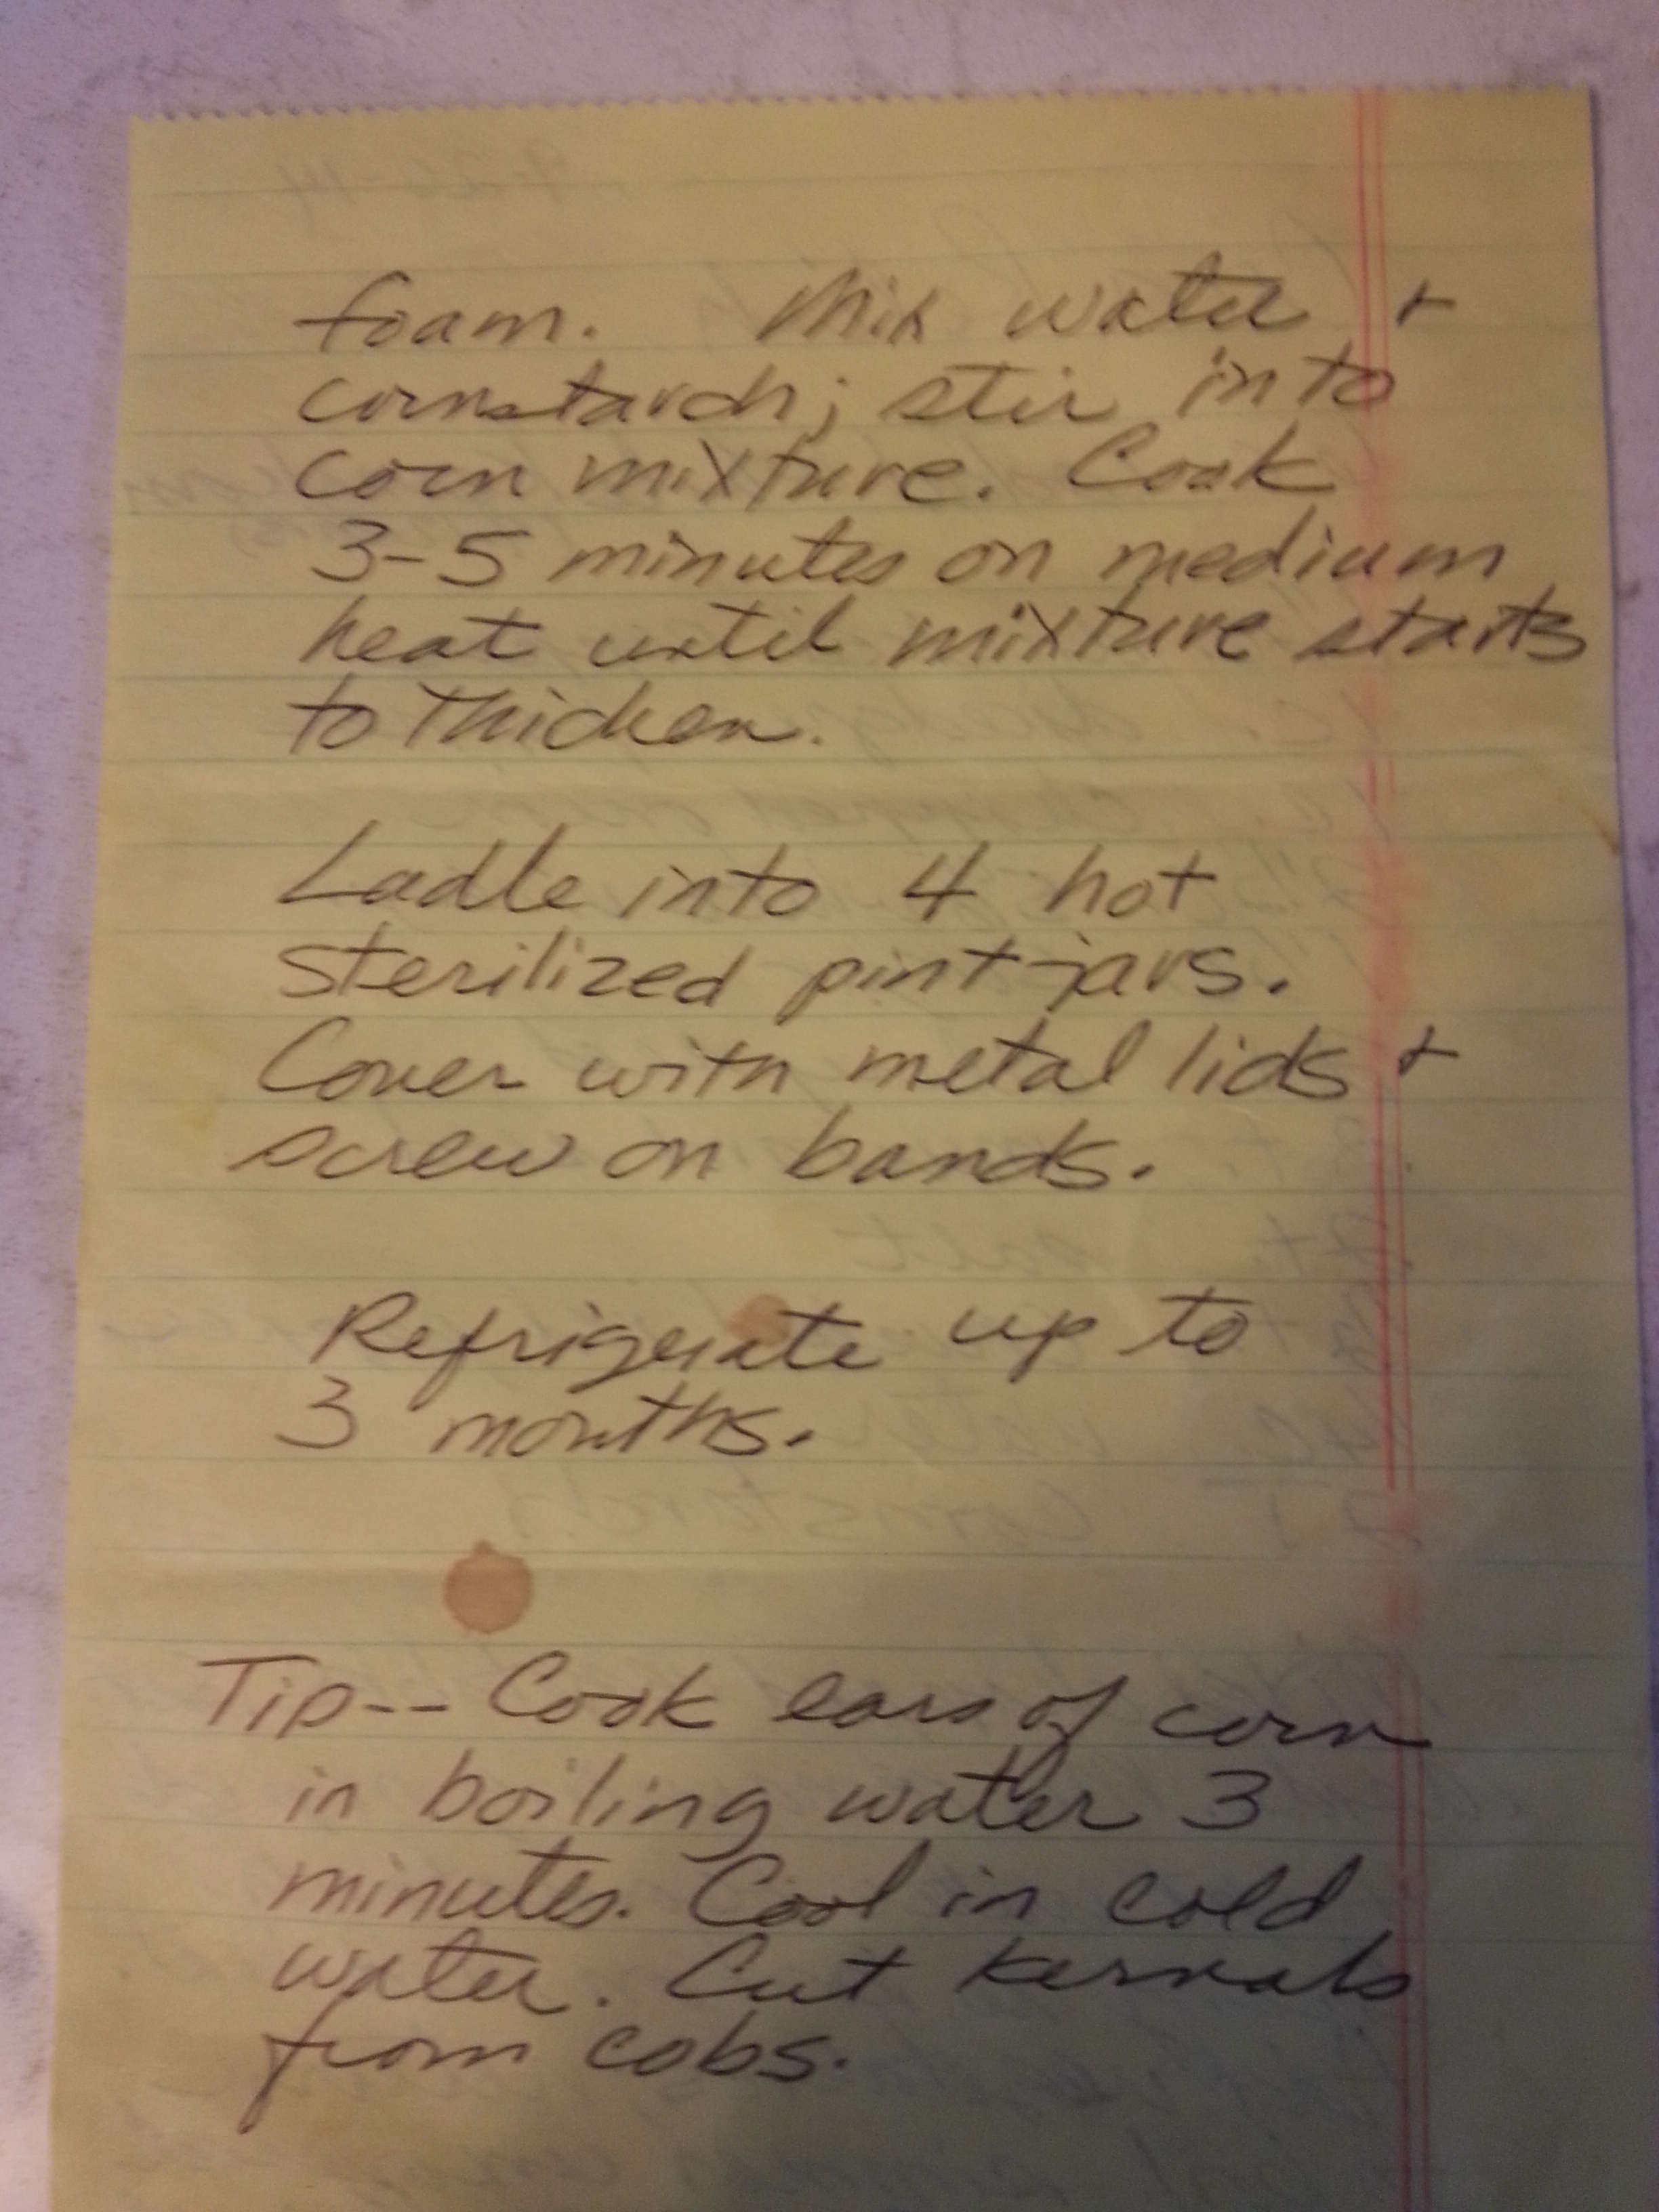 foam. Mix water +
cornstarch; stir into
corn mixture. Cook
3-5 minutes on medium
heat until mixture starts
to thicken.
Ladle into 4 hot
sterilized pint jars.
Cover with metal lids +
screw on bands.
Refrigerate up to
3 months.
Tip-- Cook ears of corn
in boiling water 3
minutes. Cool in cold
water. Cut kernals
from cobs.